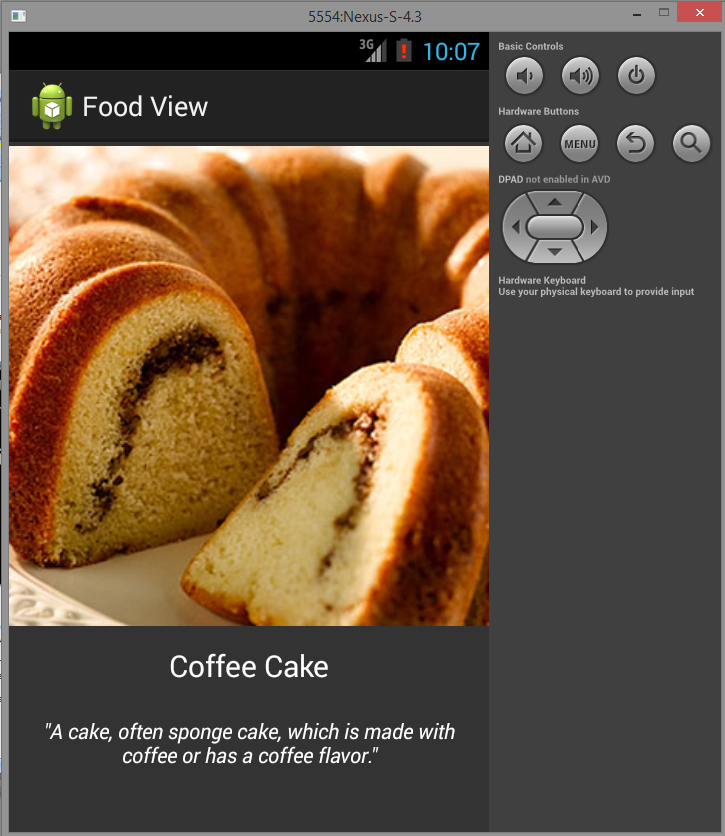 5554:Nexus-S-4.3
3G
10:07
Food View
Coffee Cake
"A cake, often sponge cake, which is made with
coffee or has a coffee flavor."
Basic Controls
Hardware Buttons
MENU
DPAD not enabled in AVD
Hardware Keyboard
Use your physical keyboard to provide input